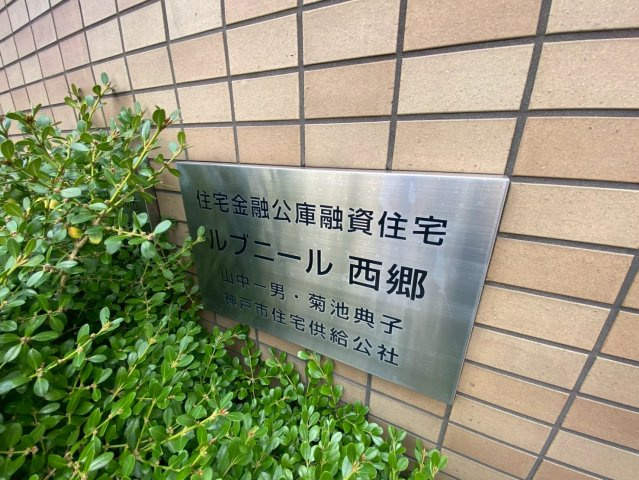 住宅金融公庫融資住宅
ルブニール 西郷
山中一男・菊池典子
神戸市住宅供給公社